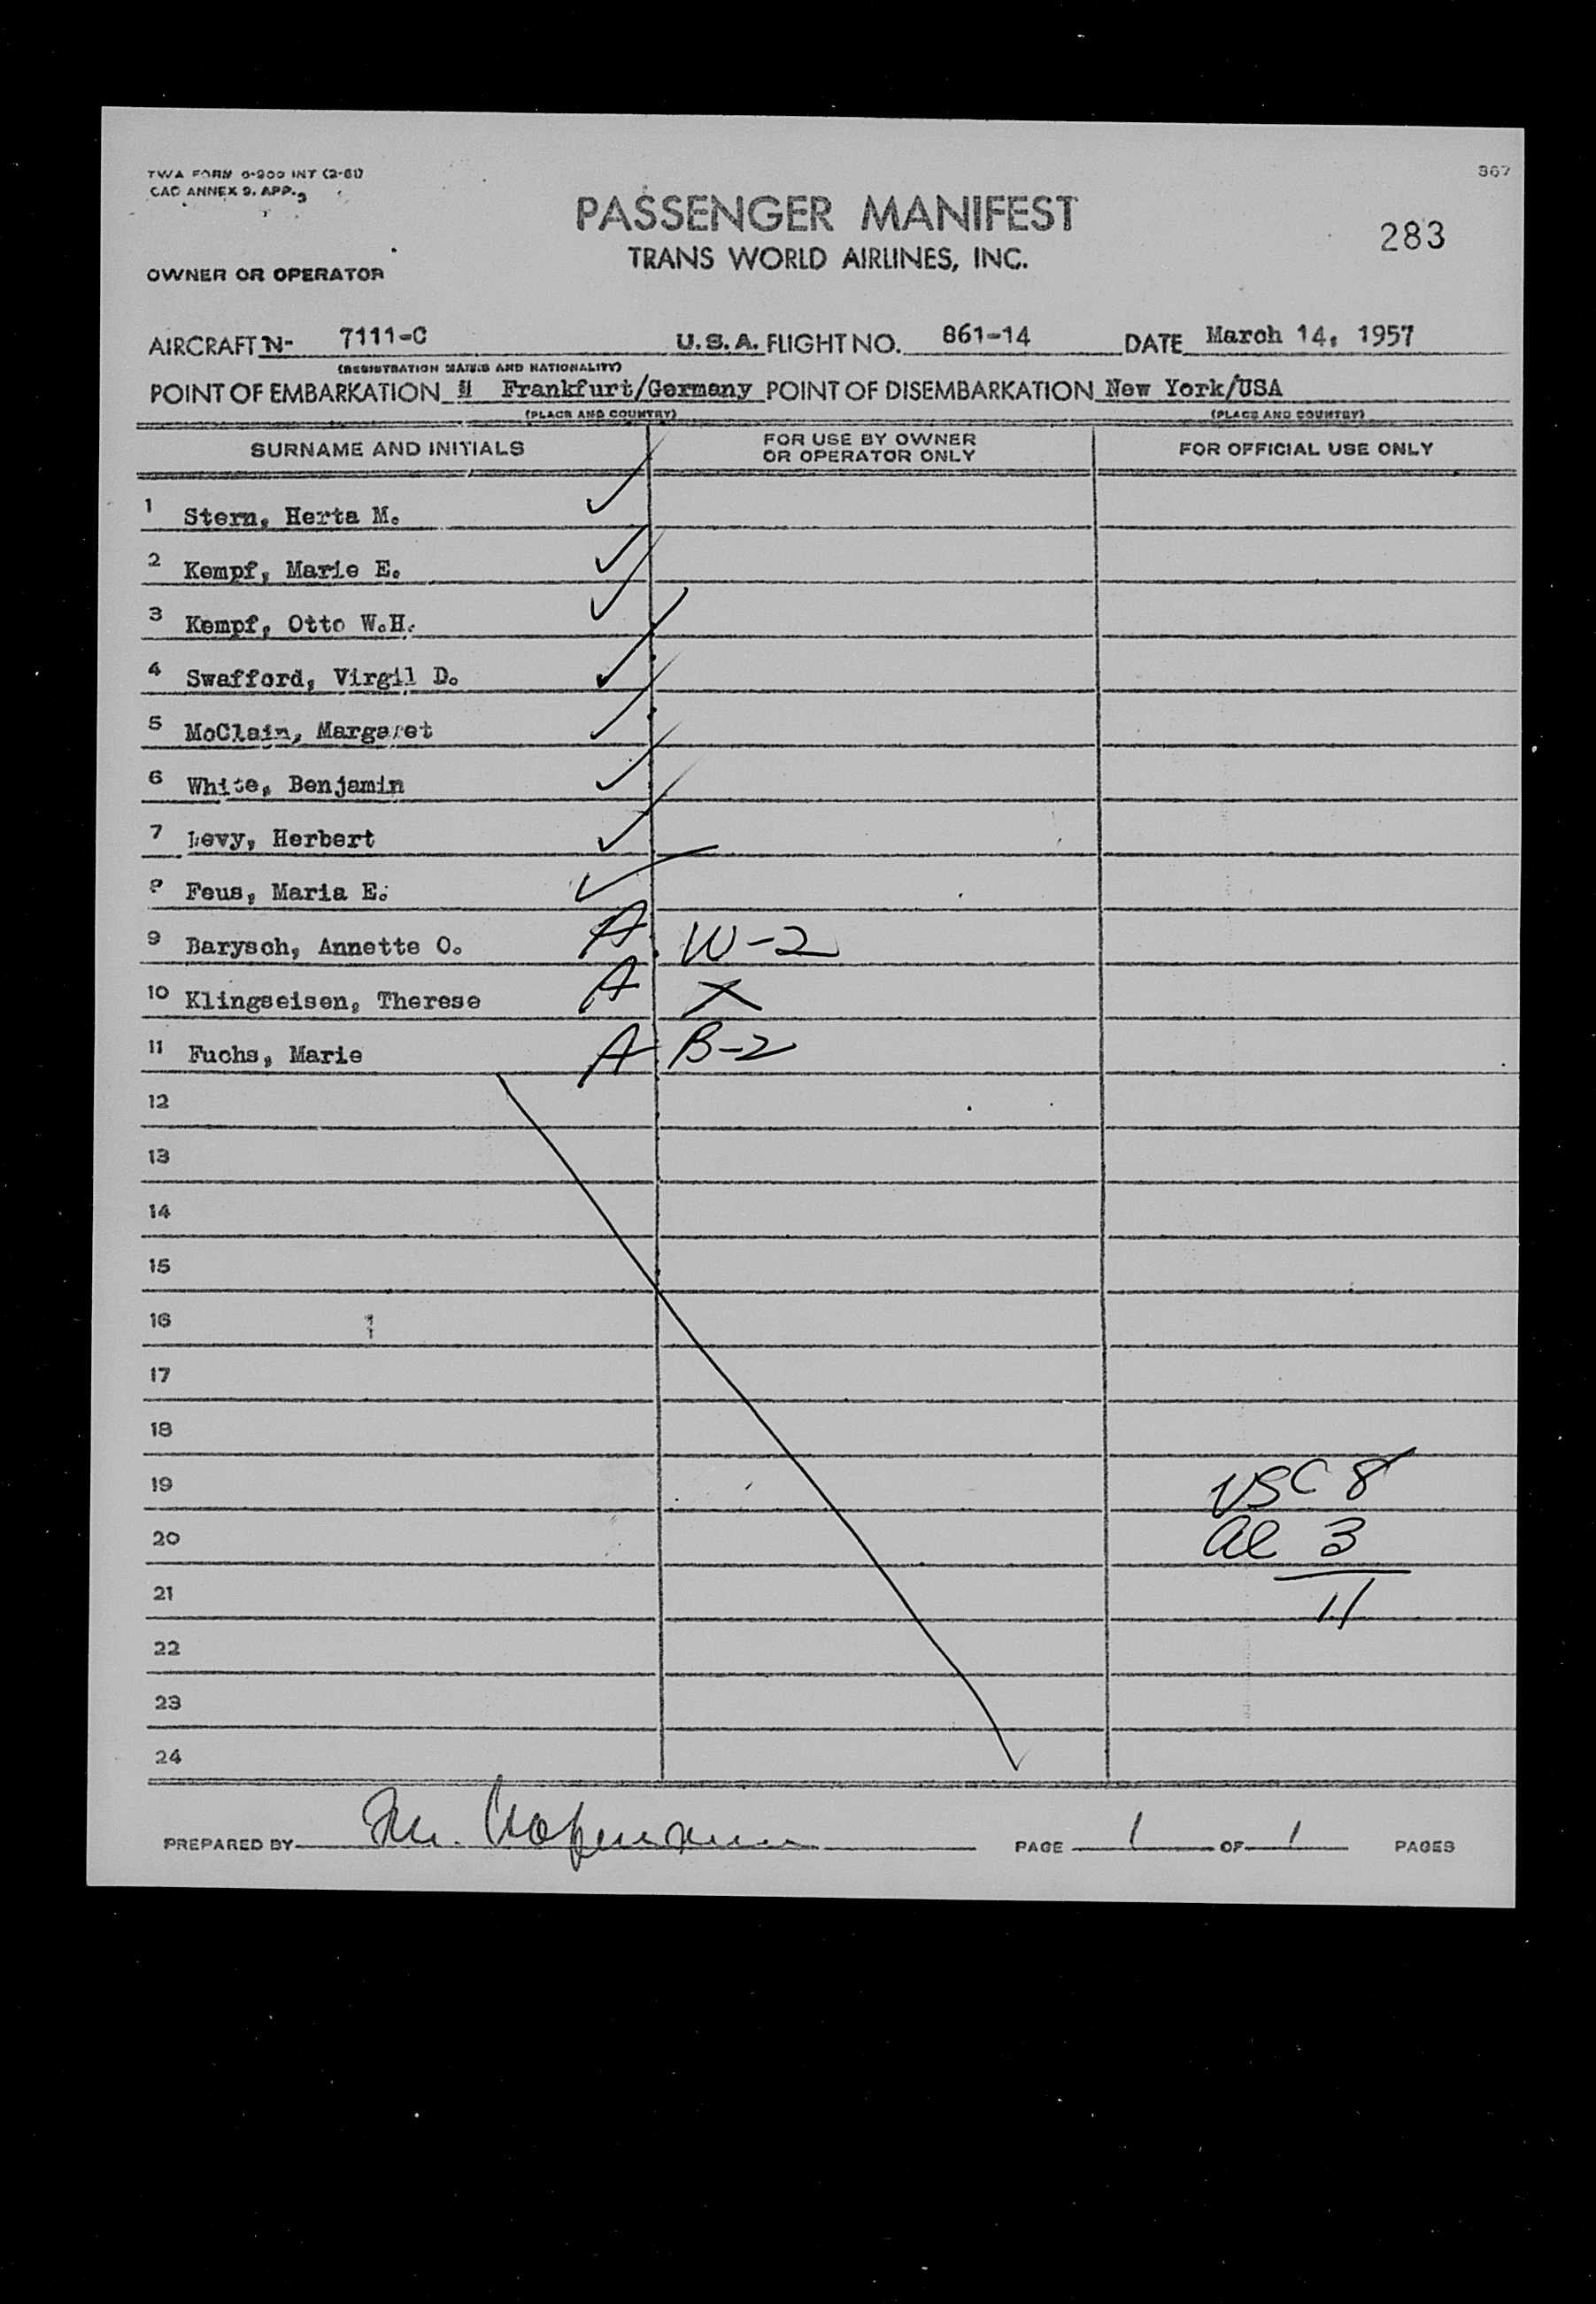 TWA FORM 0-900 INT (2-61)
CAO ANNEX 9, APP. 3
367
PASSENGER MANIFEST
283
TRANS WORLD AIRLINES, INC.
OWNER OR OPERATOR
AIRCRAFT N- 7111-C U.S.A. FLIGHT NO. 861-14 DATE March 14, 1957
(REGISTRATION MARKS AND NATIONALITY)
POINT OF EMBARKATION Frankfurt/Germany POINT OF DISEMBARKATION New York/USA
(PLACE AND COUNTRY) (PLACE AND COUNTRY)
SURNAME AND INITIALS FOR USE BY OWNER OR OPERATOR ONLY FOR OFFICIAL USE ONLY
1 Stern, Herta M. ✓
2 Kempf, Marie E. ✓
3 Kempf, Otto W.H. ✓
4 Swafford, Virgil D. ✓
5 McClain, Margaret ✓
6 White, Benjamin ✓
7 Levy, Herbert ✓
8 Feus, Maria E. ✓
9 Barysch, Annette O. A W-2
10 Klingseisen, Therese A X
11 Fuchs, Marie A B-2
12
13
14
15
16
17
18
19 USC 8
20 al 3
21 11
22
23
24
PREPARED BY PAGE 1 OF 1 PAGES